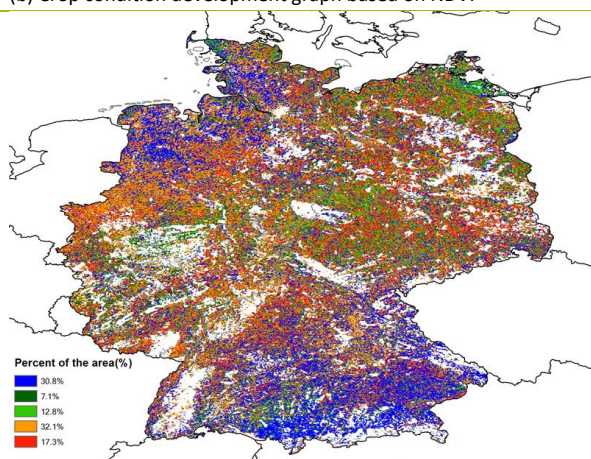 (b) Crop condition development graph based on NDVI
Percent of the area(%)
30.8%
7.1%
12.8%
32.1%
17.3%